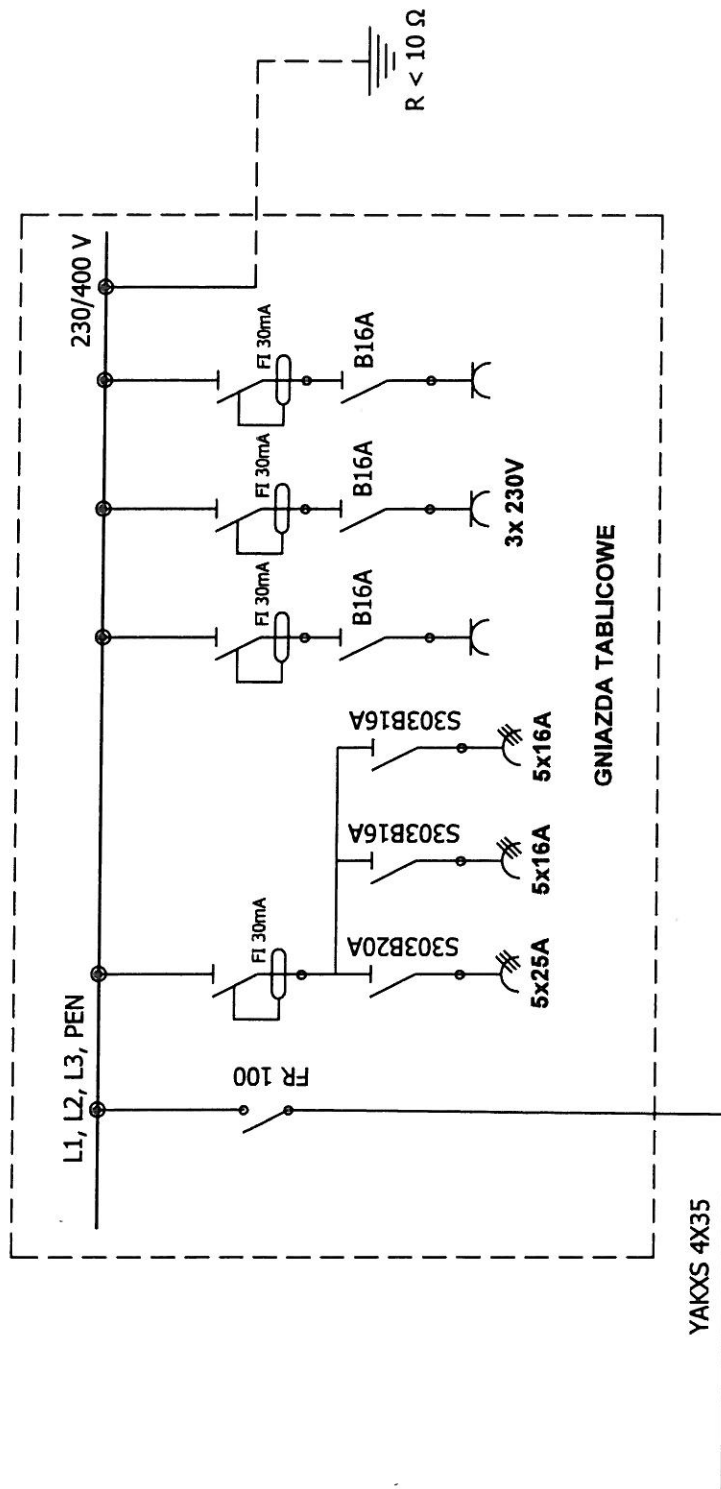 L1, L2, L3, PEN
230/400 V
FR 100
FI 30mA
FI 30mA
FI 30mA
FI 30mA
S303B20A
S303B16A
S303B16A
B16A
B16A
B16A
5x25A
5x16A
5x16A
3x 230V
GNIAZDA TABLICOWE
R < 10 Ω
YAKXS 4X35